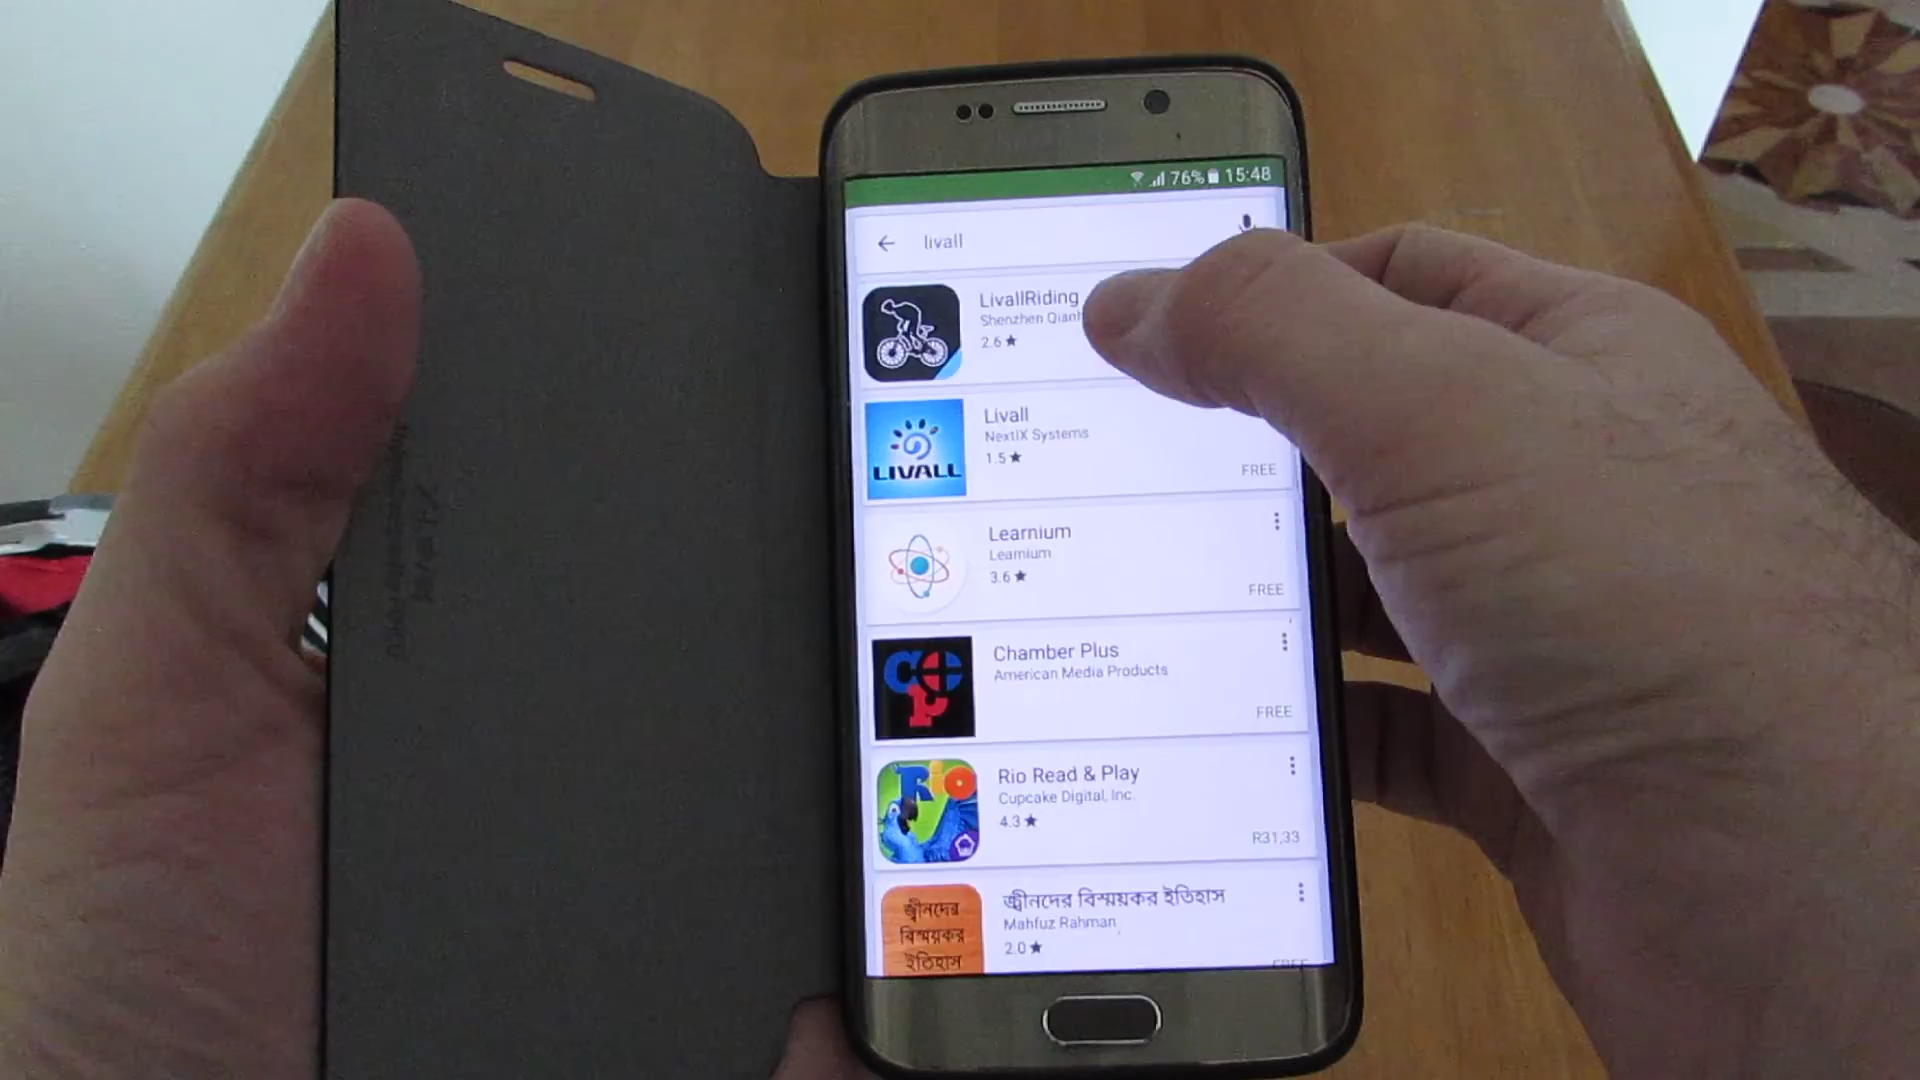 76% 15:48
livall
LivallRiding
Shenzhen
2.6★
Livall
NextIX Systems
1.5★
FREE
LIVALL
Learnium
Learnium
3.6★
FREE
Chamber Plus
American Media Products
FREE
Rio
Rio Read & Play
Cupcake Digital, Inc.
4.3★
R31,33
জ্বীনদের বিস্ময়কর ইতিহাস
Mahfuz Rahman
2.0★
FREE
জ্বীনদের
বিস্ময়কর
ইতিহাস